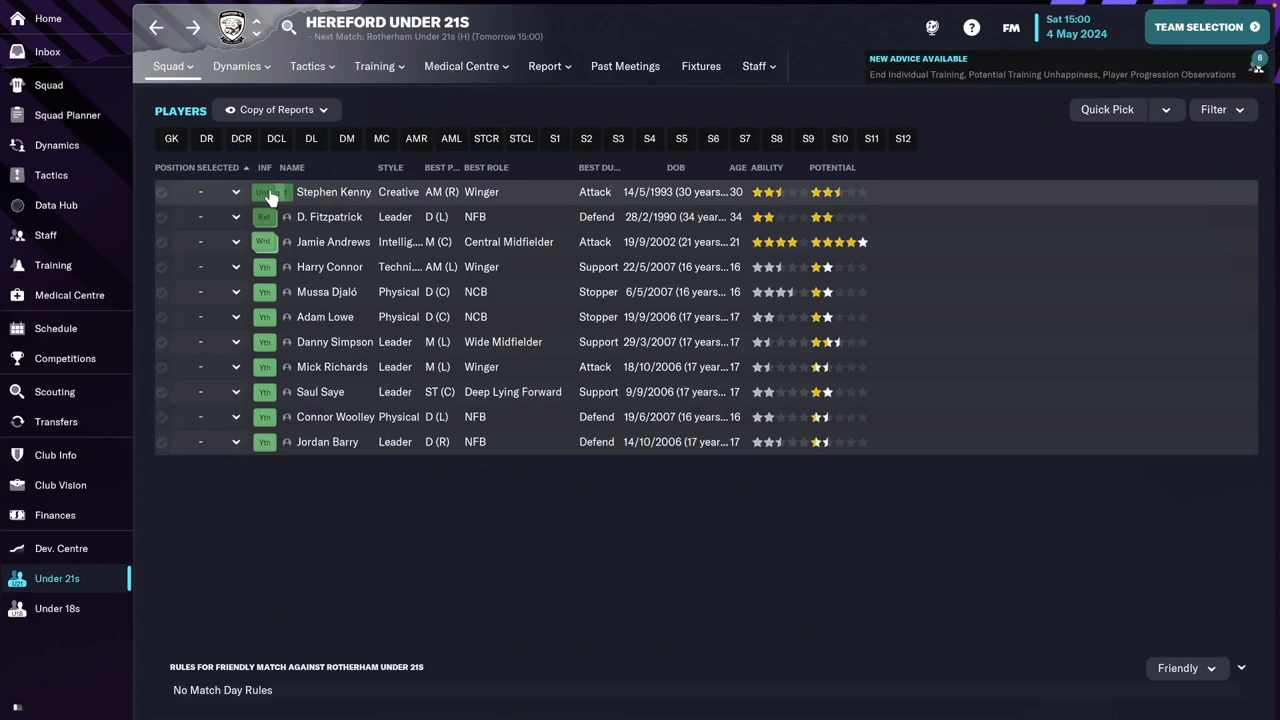 Home
HEREFORD UNDER 21S
- Next Match: Rotherham Under 21s (H) (Tomorrow 15:00)
FM
Sat 15:00
4 May 2024
TEAM SELECTION
Inbox
Squad
Squad Planner
Dynamics
Tactics
Data Hub
Staff
Training
Medical Centre
Schedule
Competitions
Scouting
Transfers
Club Info
Club Vision
Finances
Dev. Centre
Under 21s
Under 18s
Squad Dynamics Tactics Training Medical Centre Report Past Meetings Fixtures Staff
NEW ADVICE AVAILABLE
6
End Individual Training, Potential Training Unhappiness, Player Progression Observations
PLAYERS Copy of Reports Quick Pick Filter
GK DR DCR DCL DL DM MC AMR AML STCR STCL S1 S2 S3 S4 S5 S6 S7 S8 S9 S10 S11 S12
POSITION SELECTED INF NAME STYLE BEST P... BEST ROLE BEST DU... DOB AGE ABILITY POTENTIAL
- Stephen Kenny Creative AM (R) Winger Attack 14/5/1993 (30 years... 30
- Ret D. Fitzpatrick Leader D (L) NFB Defend 28/2/1990 (34 year... 34
- Wnt Jamie Andrews Intellig.... M (C) Central Midfielder Attack 19/9/2002 (21 years... 21
- Yth Harry Connor Techni.... AM (L) Winger Support 22/5/2007 (16 years... 16
- Yth Mussa Djaló Physical D (C) NCB Stopper 6/5/2007 (16 years... 16
- Yth Adam Lowe Physical D (C) NCB Stopper 19/9/2006 (17 years... 17
- Yth Danny Simpson Leader M (L) Wide Midfielder Support 29/3/2007 (17 years... 17
- Yth Mick Richards Leader M (L) Winger Attack 18/10/2006 (17 year... 17
- Yth Saul Saye Leader ST (C) Deep Lying Forward Support 9/9/2006 (17 years... 17
- Yth Connor Woolley Physical D (L) NFB Defend 19/6/2007 (16 years... 16
- Yth Jordan Barry Leader D (R) NFB Defend 14/10/2006 (17 year... 17
RULES FOR FRIENDLY MATCH AGAINST ROTHERHAM UNDER 21S
Friendly
No Match Day Rules